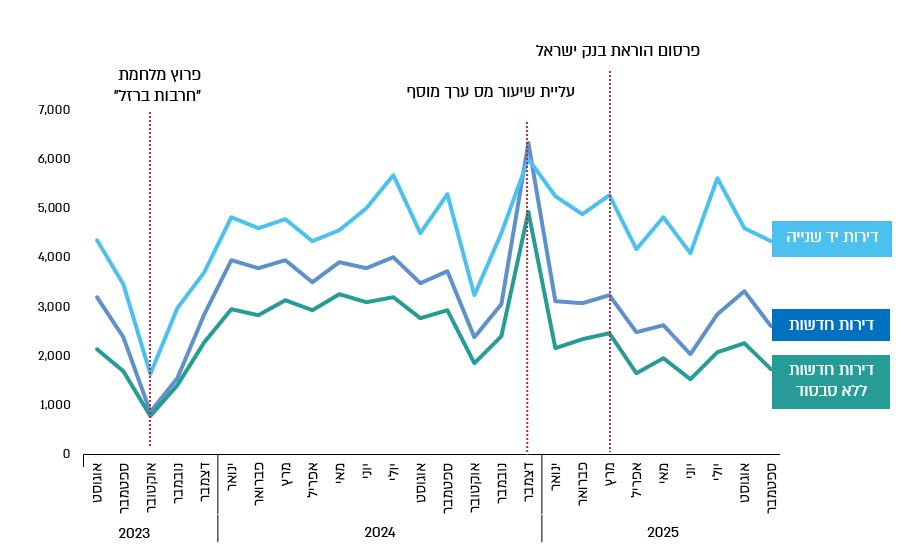 פרסום הוראת בנק ישראל
פרוץ מלחמת
"חרבות ברזל"
עליית שיעור מס ערך מוסף
7,000
6,000
5,000
4,000
3,000
2,000
1,000
0
דירות יד שנייה
דירות חדשות
דירות חדשות
ללא סבסוד
אוגוסט
ספטמבר
אוקטובר
נובמבר
דצמבר
ינואר
פברואר
מרץ
אפריל
מאי
יוני
יולי
אוגוסט
ספטמבר
אוקטובר
נובמבר
דצמבר
ינואר
פברואר
מרץ
אפריל
מאי
יוני
יולי
אוגוסט
ספטמבר
2023
2024
2025